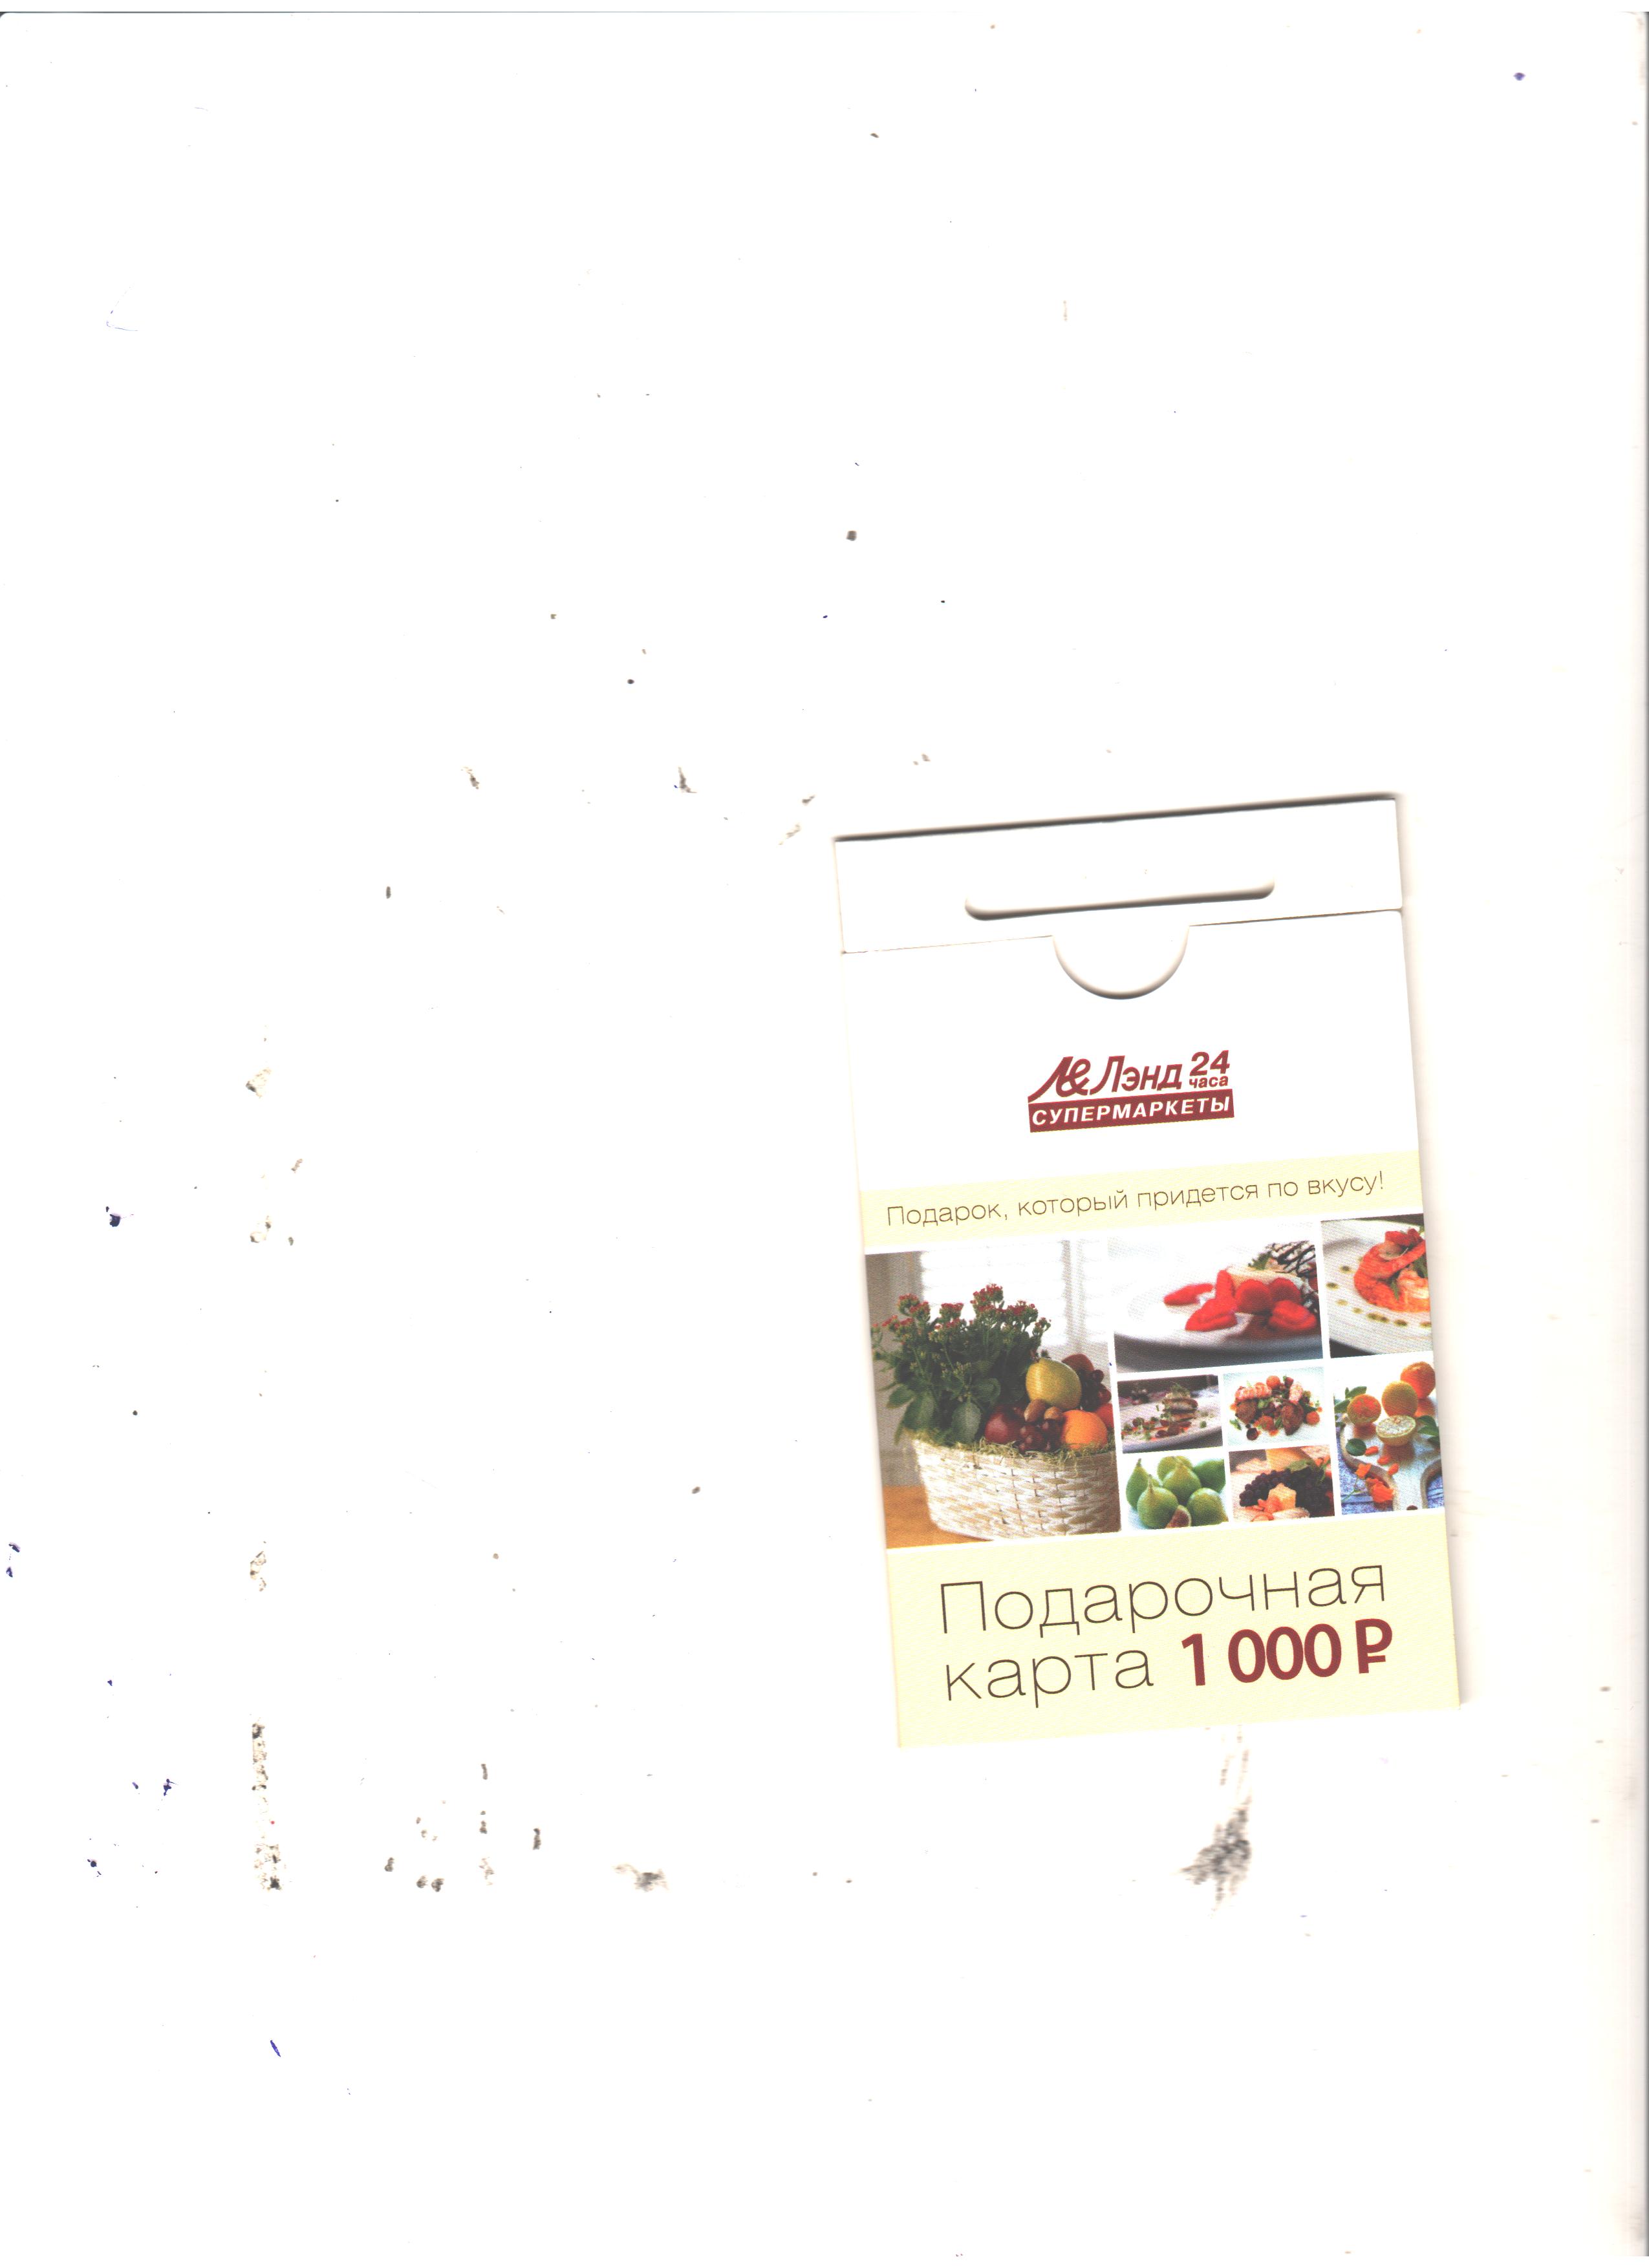 Лэнд 24 часа
СУПЕРМАРКЕТЫ
Подарок, который придется по вкусу!
Подарочная
карта 1 000 ₽